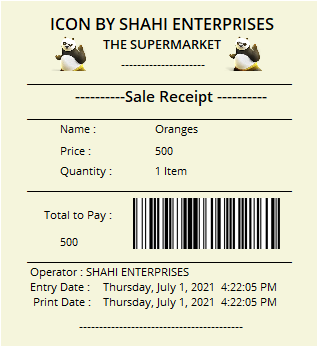 ICON BY SHAHI ENTERPRISES
THE SUPERMARKET
---------------------
----------Sale Receipt ----------
Name : Oranges
Price : 500
Quantity : 1 Item
Total to Pay :
500
Operator : SHAHI ENTERPRISES
Entry Date : Thursday, July 1, 2021 4:22:05 PM
Print Date : Thursday, July 1, 2021 4:22:05 PM
-----------------------------------------